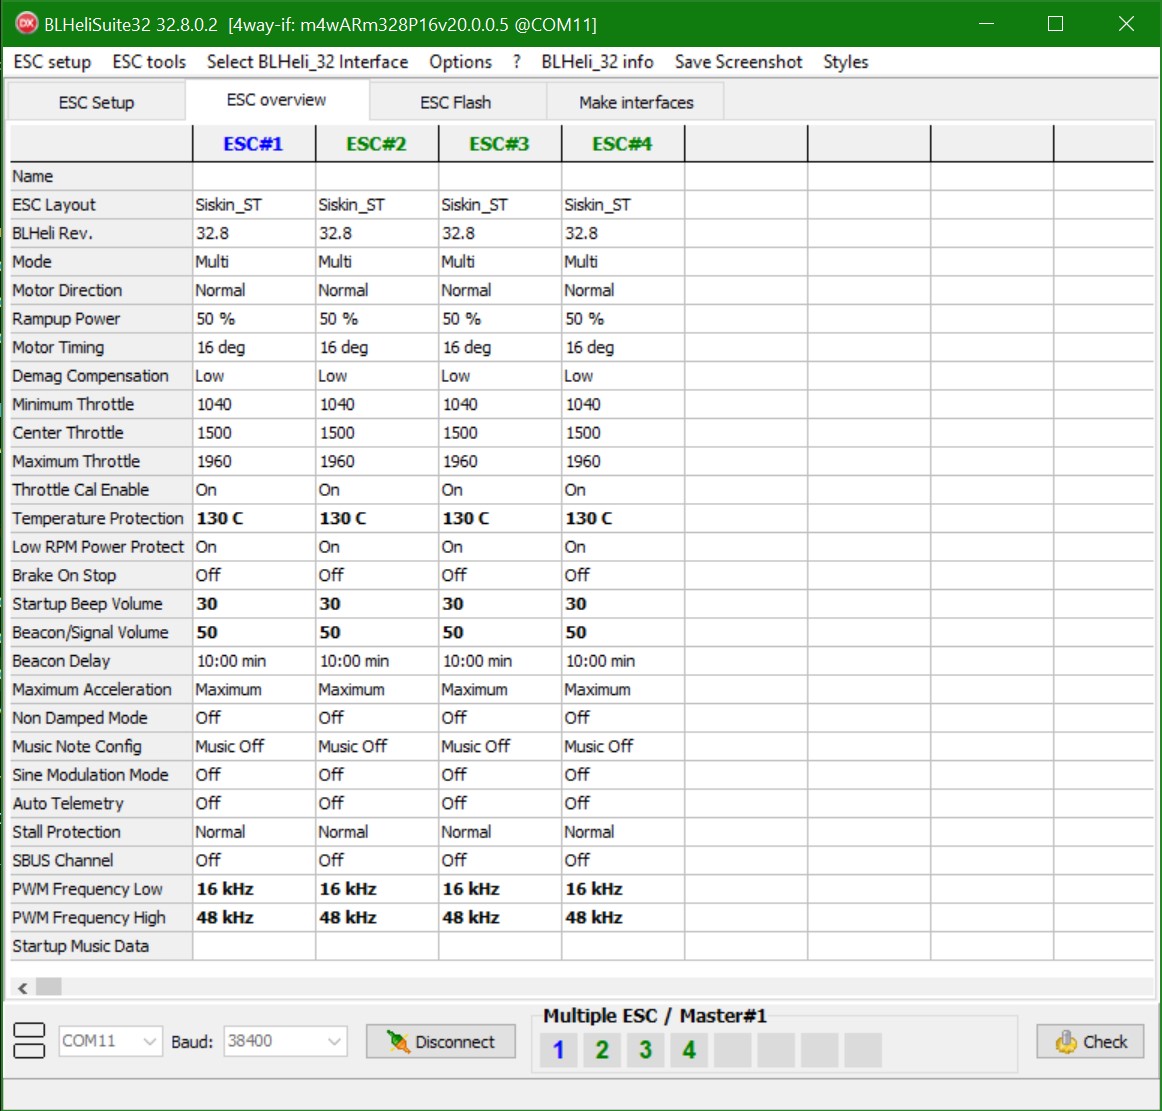 BLHeliSuite32 32.8.0.2 [4way-if: m4wARm328P16v20.0.0.5 @COM11]
ESC setup ESC tools Select BLHeli_32 Interface Options ? BLHeli_32 info Save Screenshot Styles
ESC Setup ESC overview ESC Flash Make interfaces
ESC#1 ESC#2 ESC#3 ESC#4
Name
ESC Layout Siskin_ST Siskin_ST Siskin_ST Siskin_ST
BLHeli Rev. 32.8 32.8 32.8 32.8
Mode Multi Multi Multi Multi
Motor Direction Normal Normal Normal Normal
Rampup Power 50 % 50 % 50 % 50 %
Motor Timing 16 deg 16 deg 16 deg 16 deg
Demag Compensation Low Low Low Low
Minimum Throttle 1040 1040 1040 1040
Center Throttle 1500 1500 1500 1500
Maximum Throttle 1960 1960 1960 1960
Throttle Cal Enable On On On On
Temperature Protection 130 C 130 C 130 C 130 C
Low RPM Power Protect On On On On
Brake On Stop Off Off Off Off
Startup Beep Volume 30 30 30 30
Beacon/Signal Volume 50 50 50 50
Beacon Delay 10:00 min 10:00 min 10:00 min 10:00 min
Maximum Acceleration Maximum Maximum Maximum Maximum
Non Damped Mode Off Off Off Off
Music Note Config Music Off Music Off Music Off Music Off
Sine Modulation Mode Off Off Off Off
Auto Telemetry Off Off Off Off
Stall Protection Normal Normal Normal Normal
SBUS Channel Off Off Off Off
PWM Frequency Low 16 kHz 16 kHz 16 kHz 16 kHz
PWM Frequency High 48 kHz 48 kHz 48 kHz 48 kHz
Startup Music Data
Multiple ESC / Master#1
COM11 Baud: 38400 Disconnect 1 2 3 4 Check